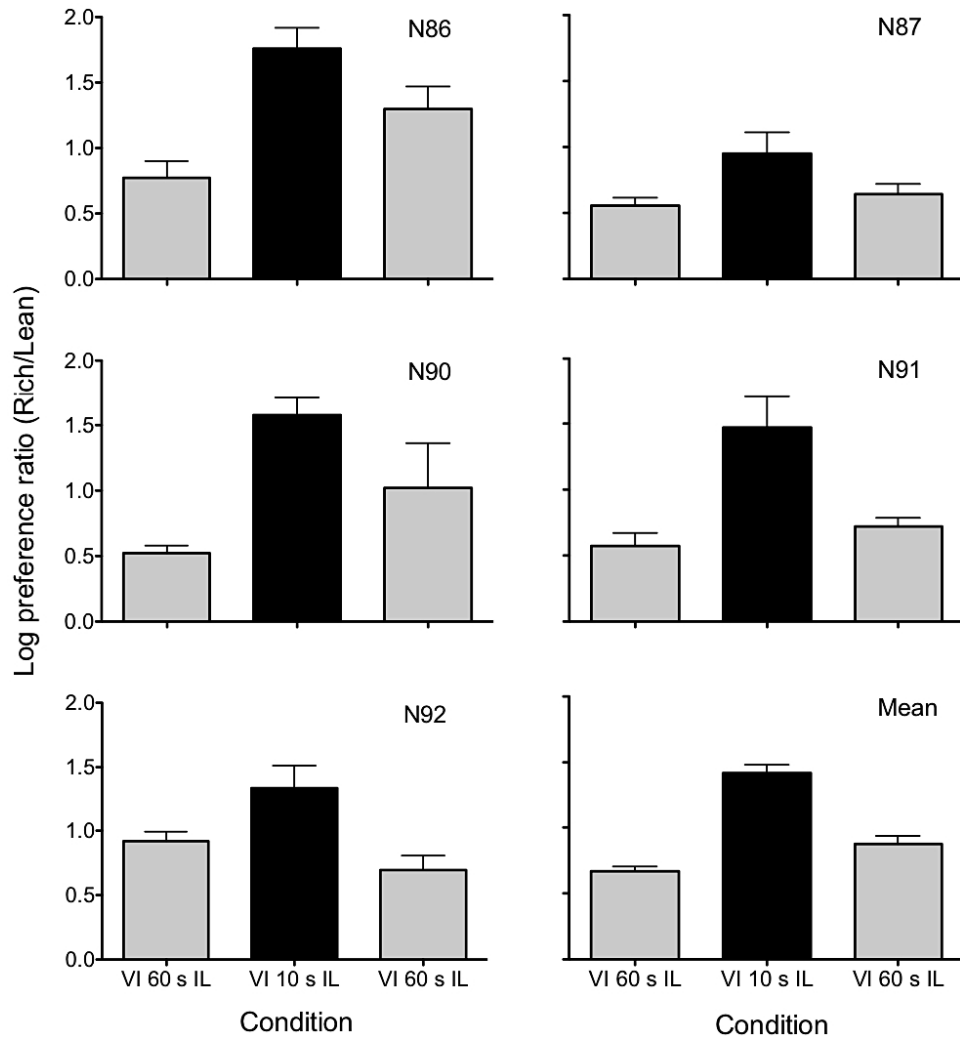 Log preference ratio (Rich/Lean)
N86
2.0
1.5
1.0
0.5
0.0
N87
N90
2.0
1.5
1.0
0.5
0.0
N91
N92
2.0
1.5
1.0
0.5
0.0
VI 60 s IL VI 10 s IL VI 60 s IL
Condition
Mean
VI 60 s IL VI 10 s IL VI 60 s IL
Condition